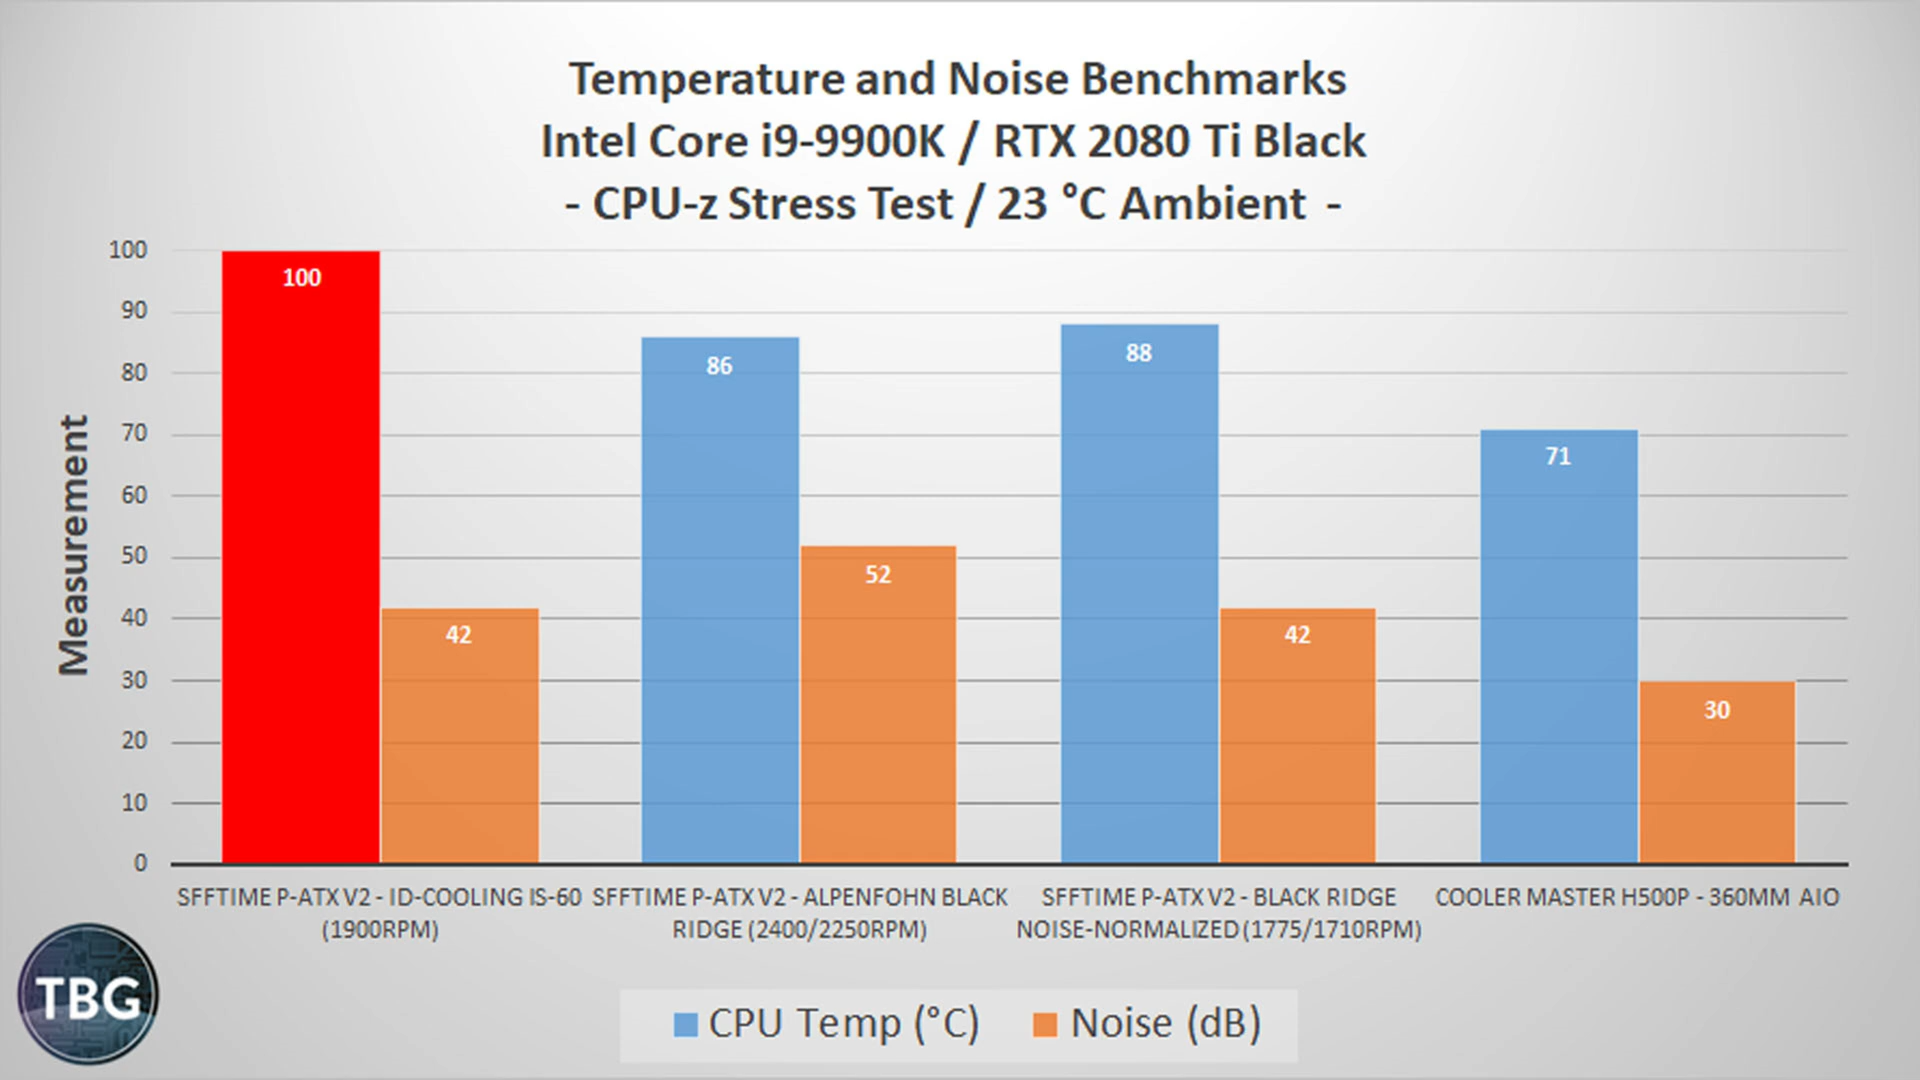 Temperature and Noise Benchmarks
Intel Core i9-9900K / RTX 2080 Ti Black
- CPU-z Stress Test / 23 °C Ambient -
Measurement
100
90
80
70
60
50
40
30
20
10
0
100
42
86
52
88
42
71
30
SFFTIME P-ATX V2 - ID-COOLING IS-60
(1900RPM)
SFFTIME P-ATX V2 - ALPENFOHN BLACK
RIDGE (2400/2250RPM)
SFFTIME P-ATX V2 - BLACK RIDGE
NOISE-NORMALIZED (1775/1710RPM)
COOLER MASTER H500P - 360MM AIO
TBG
CPU Temp (°C)
Noise (dB)